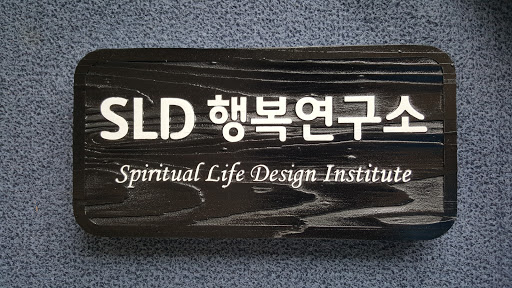 SLD 행복연구소
Spiritual Life Design Institute